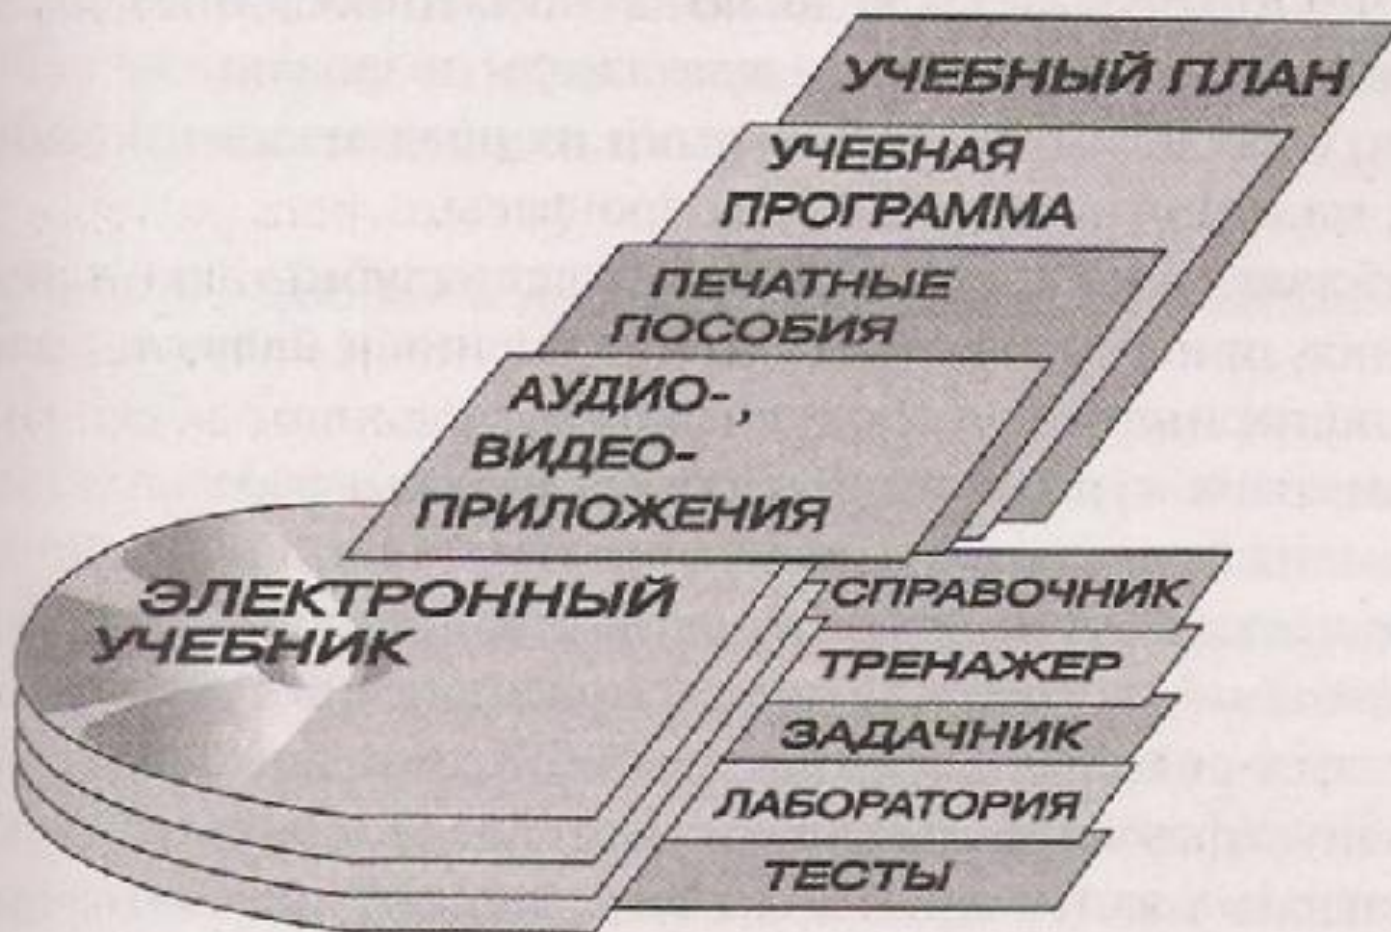 УЧЕБНЫЙ ПЛАН
УЧЕБНАЯ
ПРОГРАММА
ПЕЧАТНЫЕ
ПОСОБИЯ
АУДИО-,
ВИДЕО-
ПРИЛОЖЕНИЯ
ЭЛЕКТРОННЫЙ
УЧЕБНИК
СПРАВОЧНИК
ТРЕНАЖЕР
ЗАДАЧНИК
ЛАБОРАТОРИЯ
ТЕСТЫ